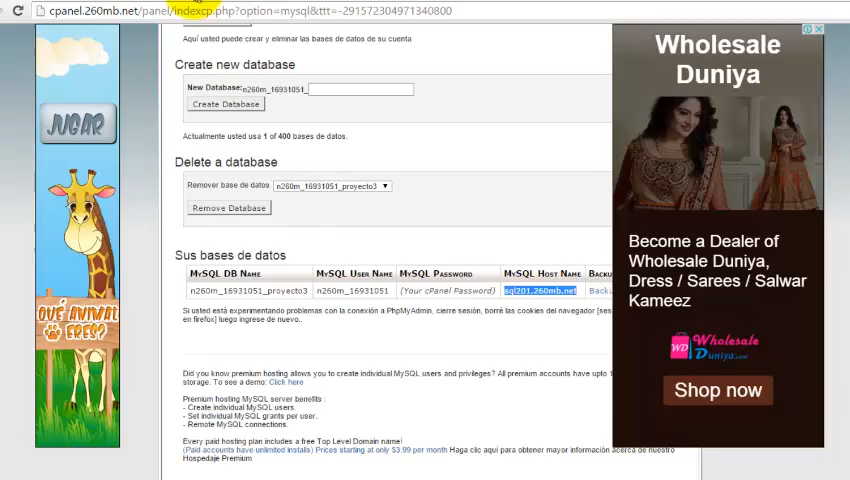 cpanel.260mb.net/panel/indexcp.php?option=mysql&ttt=-291572304971340800
Aquí usted puede crear y eliminar las bases de datos de su cuenta
Create new database
New Database: n260m_16931051_
Create Database
Actualmente usted usa 1 of 400 bases de datos.
Delete a database
Remover base de datos n260m_16931051_proyecto3
Remove Database
Sus bases de datos
MySQL DB Name MySQL User Name MySQL Password MySQL Host Name Backu
n260m_16931051_proyecto3 n260m_16931051 (Your cPanel Password) sql201.260mb.net Backu
Si usted está experimentando problemas con la conexión a PhpMyAdmin, cierre sesión, borré las cookies del navegador [ses
en firefox] luego ingrese de nuevo..
Did you know premium hosting allows you to create individual MySQL users and privileges? All premium accounts have upto 1
storage. To see a demo: Click here
Premium hosting MySQL server benefits :
- Create individual MySQL users.
- Set individual MySQL grants per user.
- Remote MySQL connections.
Every paid hosting plan includes a free Top Level Domain name!
(Paid accounts have unlimited installs) Prices starting at only $3.99 per month Haga clic aquí para obtener mayor información acerca de nuestro
Hospedaje Premium
JUGAR
QUÉ ANIMAL
ERES?
Wholesale
Duniya
Become a Dealer of
Wholesale Duniya,
Dress / Sarees / Salwar
Kameez
WD Wholesale
Duniya.com
Shop now